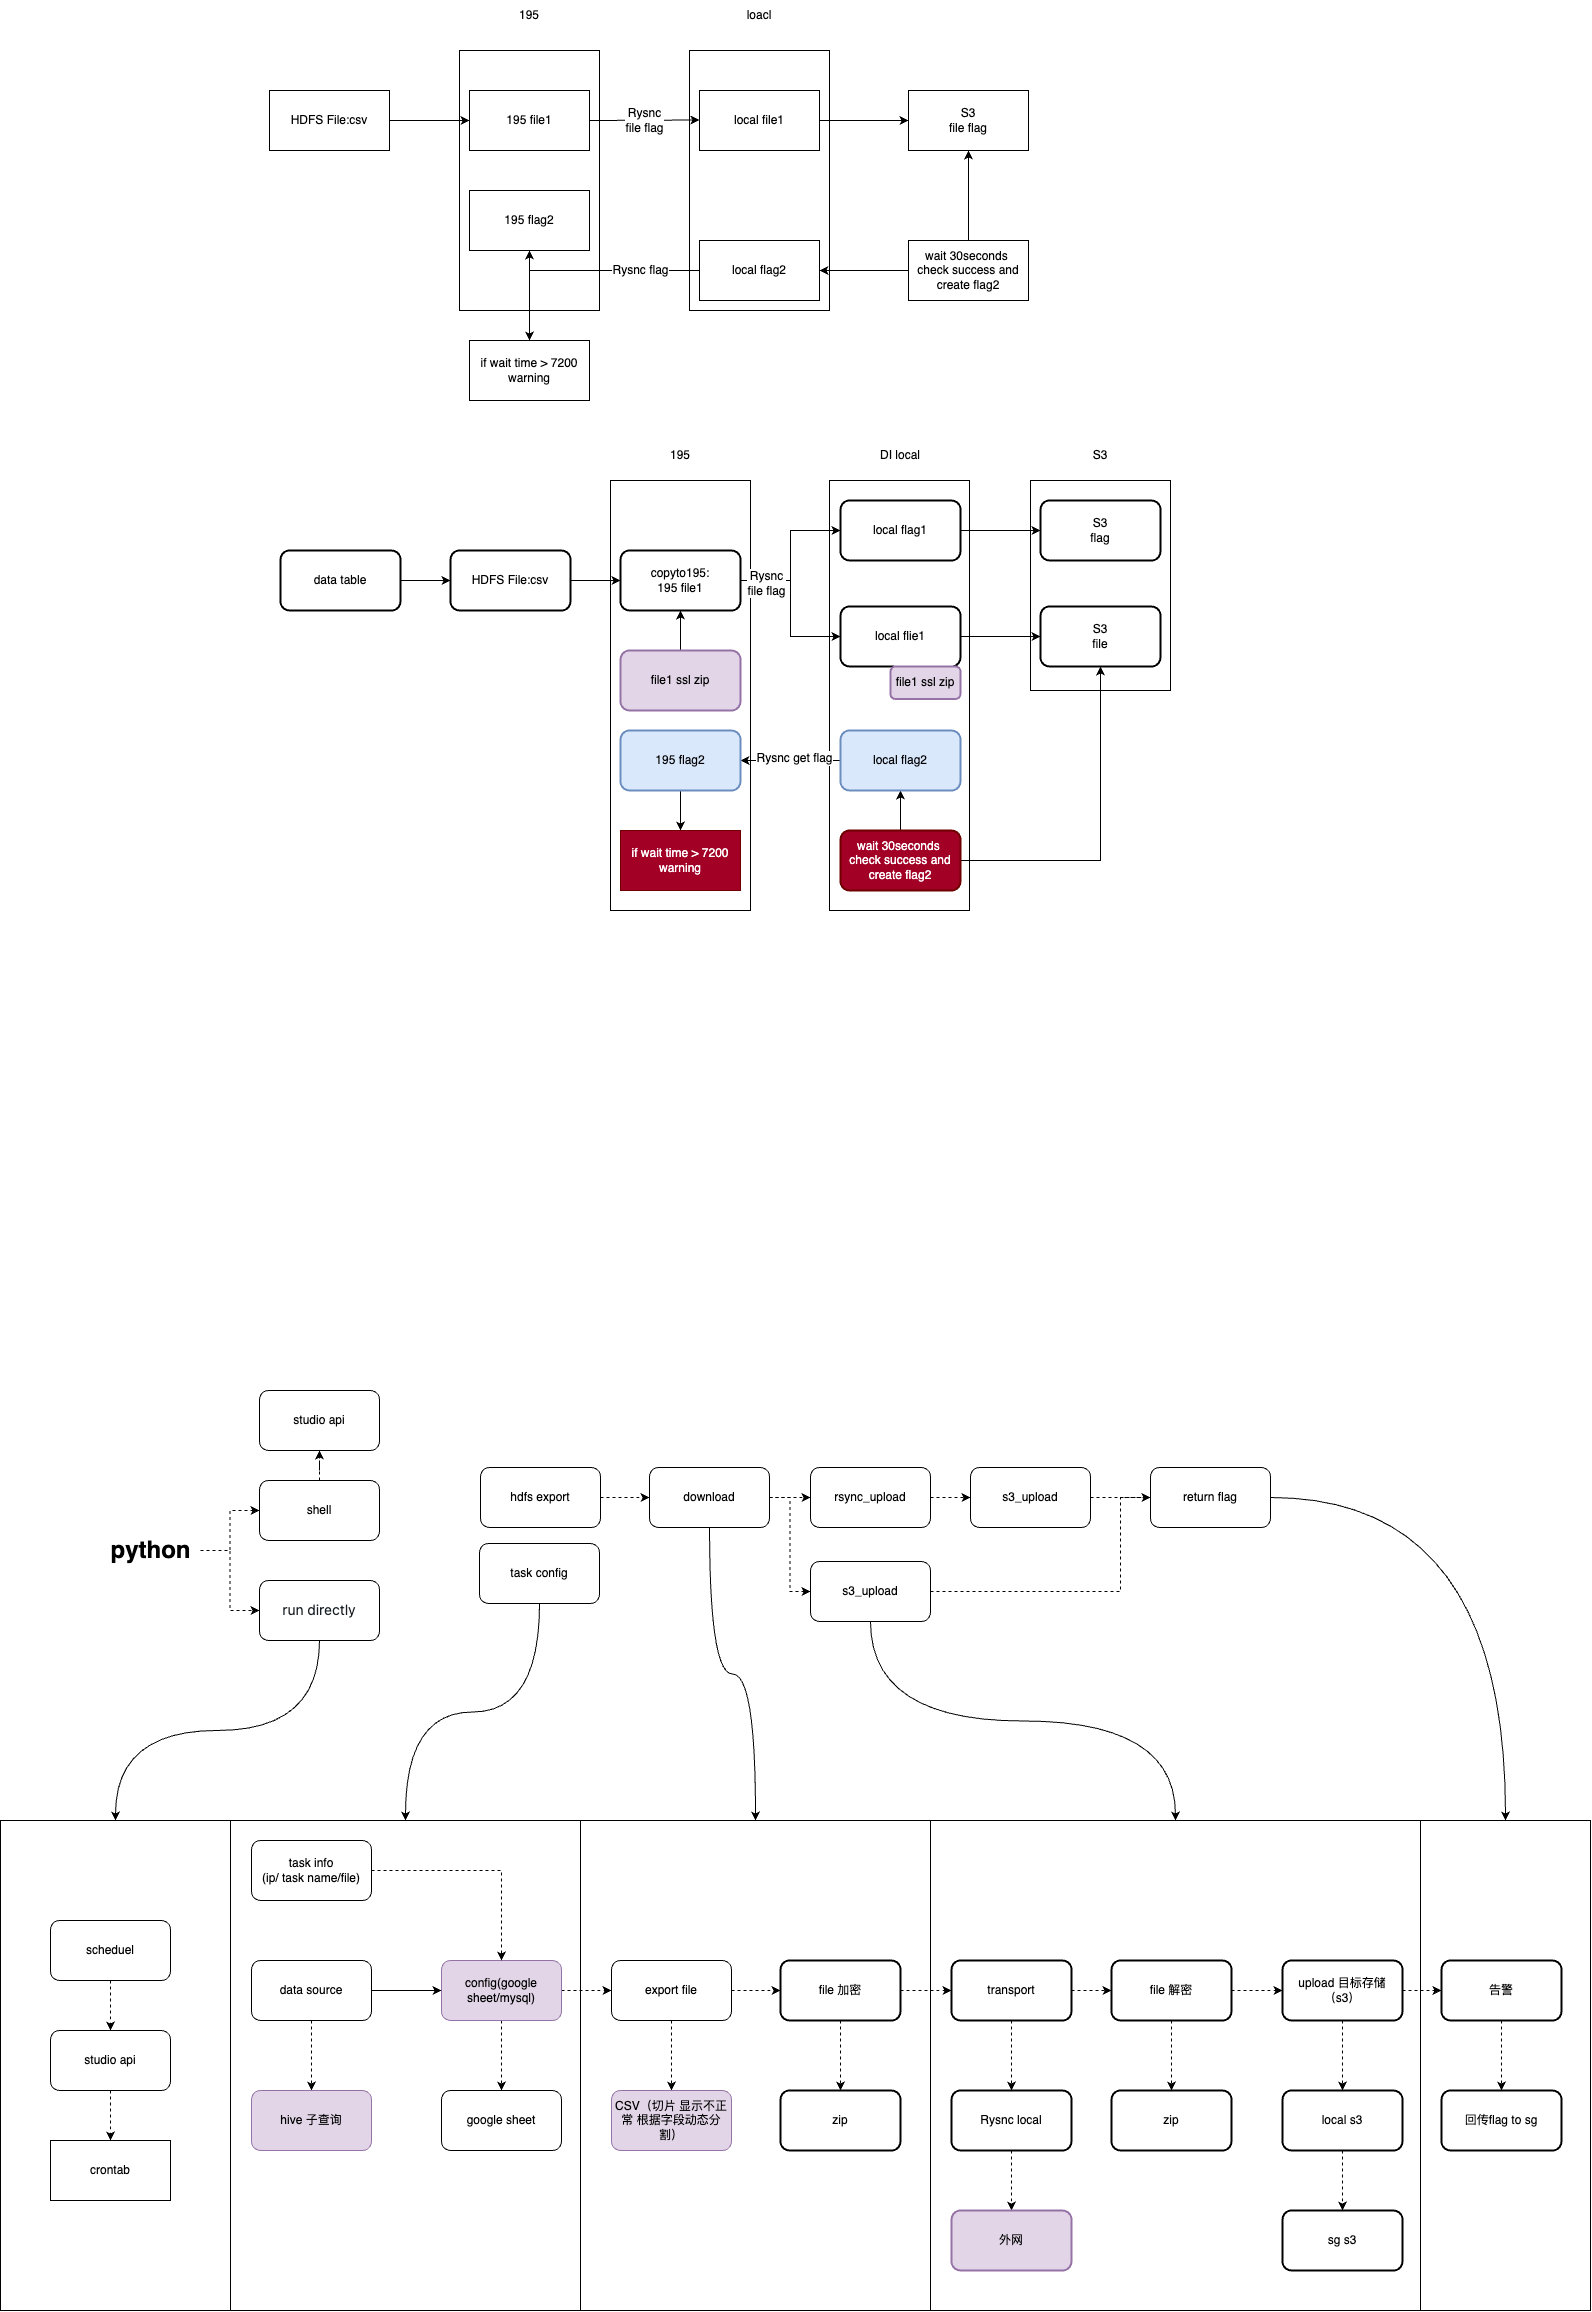 195
loacl
HDFS File:csv
195 file1
Rysnc
file flag
local file1
S3
file flag
195 flag2
Rysnc flag
local flag2
wait 30seconds
check success and
create flag2
if wait time > 7200
warning
195
DI local
S3
data table
HDFS File:csv
copyto195:
195 file1
Rysnc
file flag
local flag1
S3
flag
local flie1
S3
file
file1 ssl zip
file1 ssl zip
195 flag2
Rysnc get flag
local flag2
if wait time > 7200
warning
wait 30seconds
check success and
create flag2
studio api
shell
python
run directly
hdfs export
download
rsync_upload
s3_upload
return flag
task config
s3_upload
task info
(ip/ task name/file)
scheduel
studio api
crontab
data source
config(google
sheet/mysql)
hive 子查询
google sheet
export file
file 加密
CSV（切片 显示不正
常 根据字段动态分
割）
zip
transport
file 解密
upload 目标存储
（s3）
Rysnc local
zip
local s3
外网
sg s3
告警
回传flag to sg